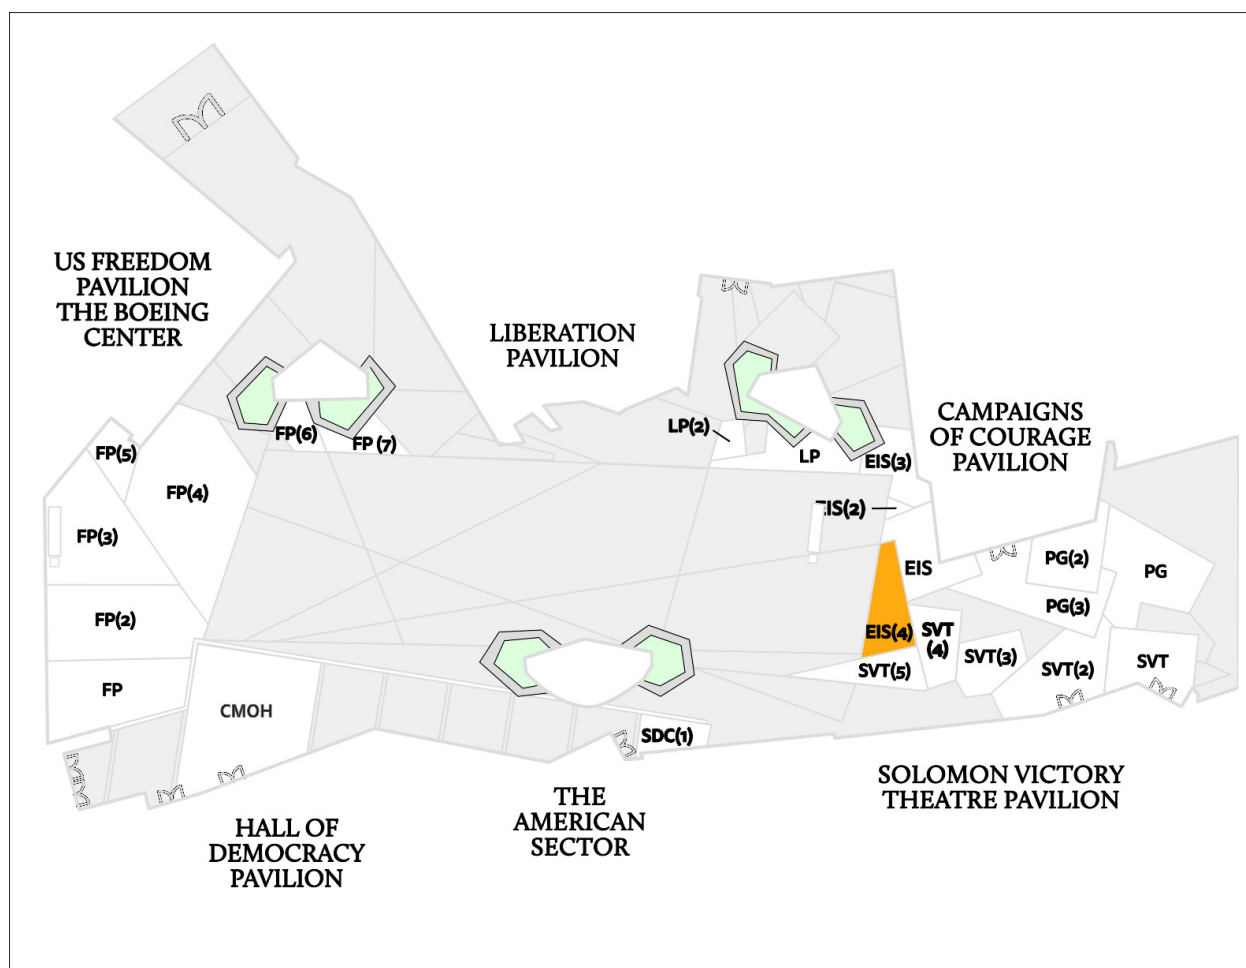 US FREEDOM
PAVILION
THE BOEING
CENTER
LIBERATION
PAVILION
CAMPAIGNS
OF COURAGE
PAVILION
FP(6)
FP (7)
LP(2)
LP
EIS(3)
FP(5)
FP(4)
EIS(2)
FP(3)
EIS
PG(2)
PG
PG(3)
FP(2)
EIS(4)
SVT
(4)
SVT(3)
SVT(5)
SVT(2)
SVT
FP
CMOH
SDC(1)
SOLOMON VICTORY
THEATRE PAVILION
THE
AMERICAN
SECTOR
HALL OF
DEMOCRACY
PAVILION